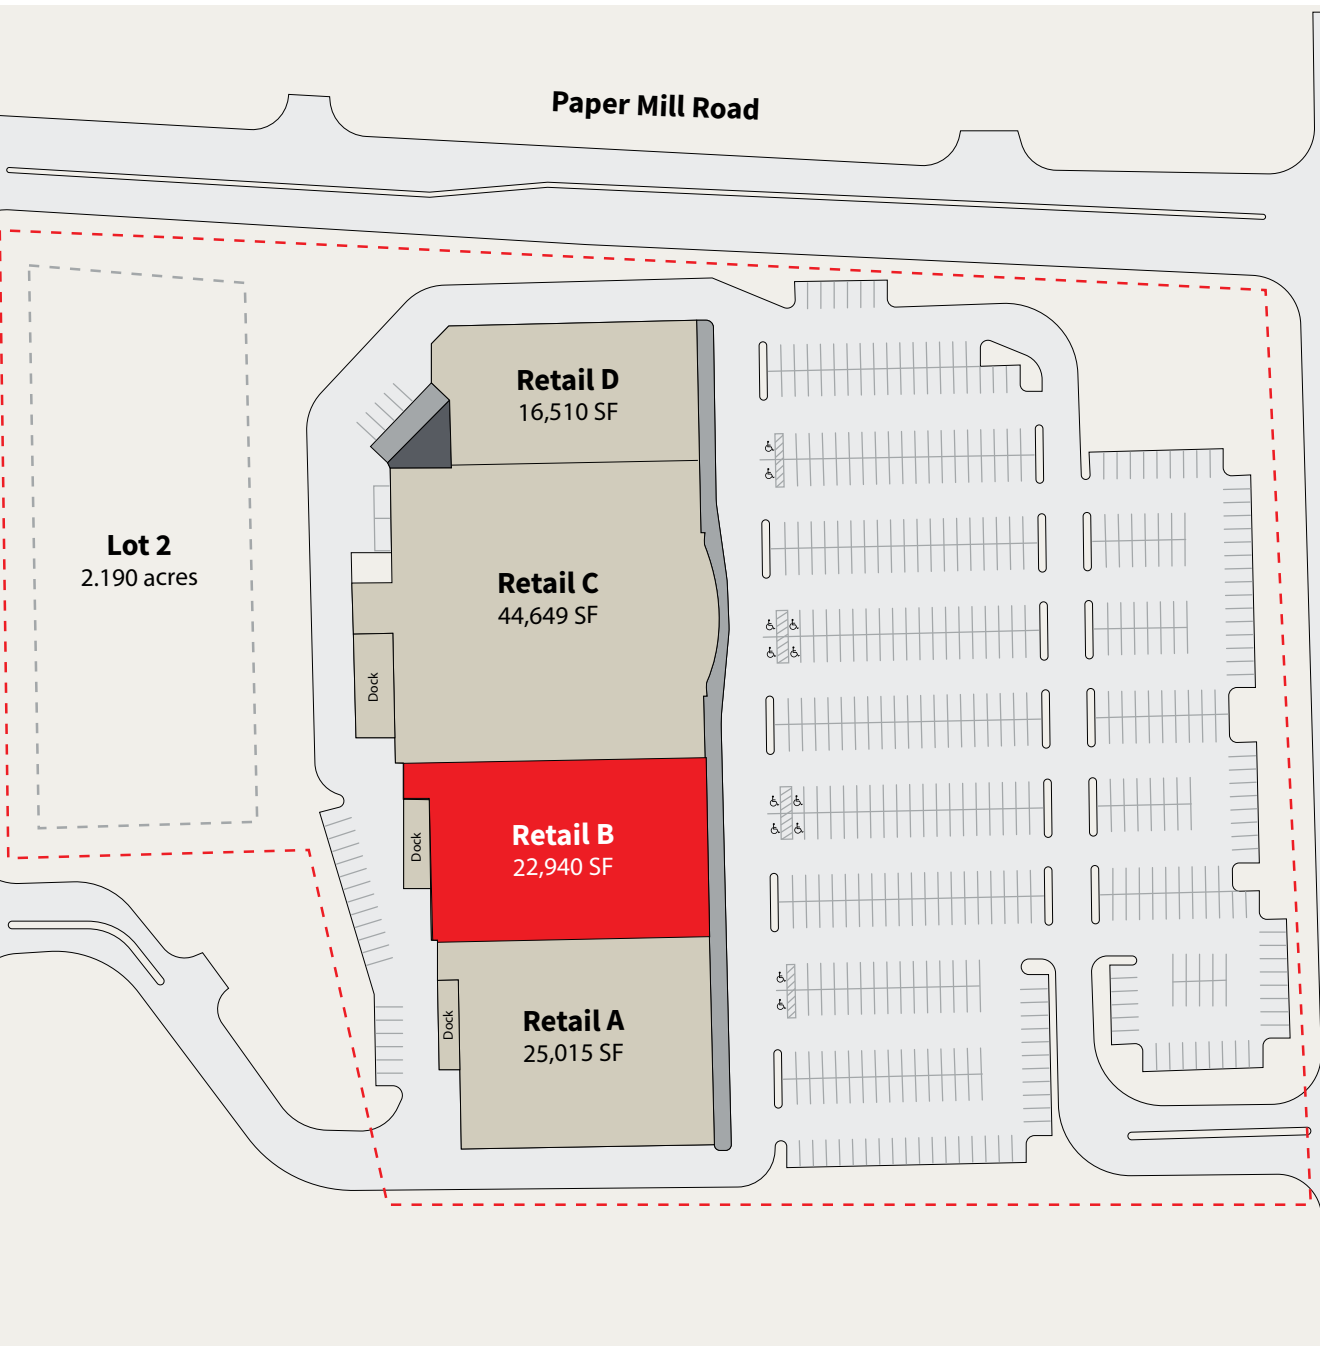 Paper Mill Road
Retail D
16,510 SF
Lot 2
2.190 acres
Retail C
44,649 SF
Dock
Retail B
22,940 SF
Dock
Retail A
25,015 SF
Dock